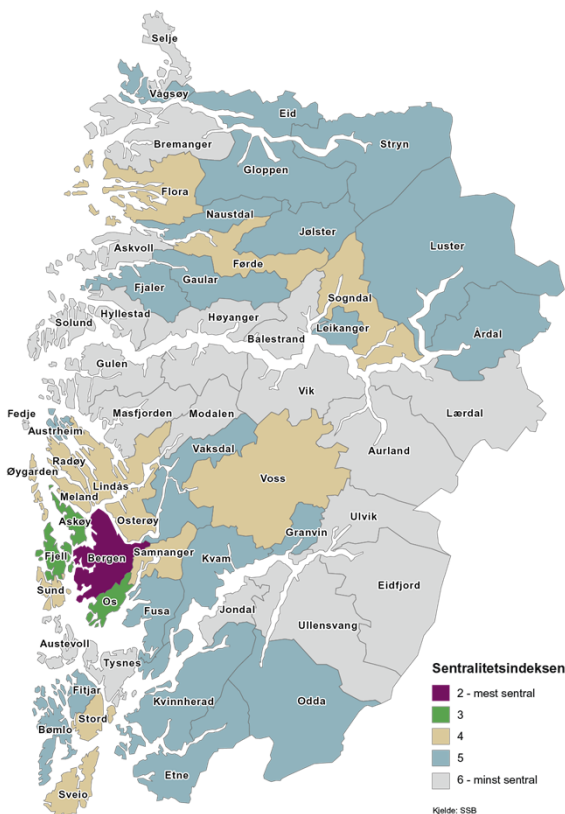 Selje
Vågsøy
Eid
Bremanger
Stryn
Gloppen
Flora
Naustdal
Jølster
Luster
Askvoll
Førde
Gaular
Fjaler
Sogndal
Hyllestad
Høyanger
Solund
Leikanger
Årdal
Balestrand
Gulen
Vik
Lærdal
Masfjorden
Modalen
Fedje
Austrheim
Aurland
Vaksdal
Radøy
Øygarden
Voss
Lindås
Meland
Osterøy
Askøy
Ulvik
Granvin
Samnanger
Fjell
Bergen
Kvam
Eidfjord
Sund
Os
Fusa
Jondal
Ullensvang
Austevoll
Tysnes
Fitjar
Kvinnherad
Odda
Stord
Bømlo
Etne
Sveio
Sentralitetsindeksen
2 - mest sentral
3
4
5
6 - minst sentral
Kjelde: SSB